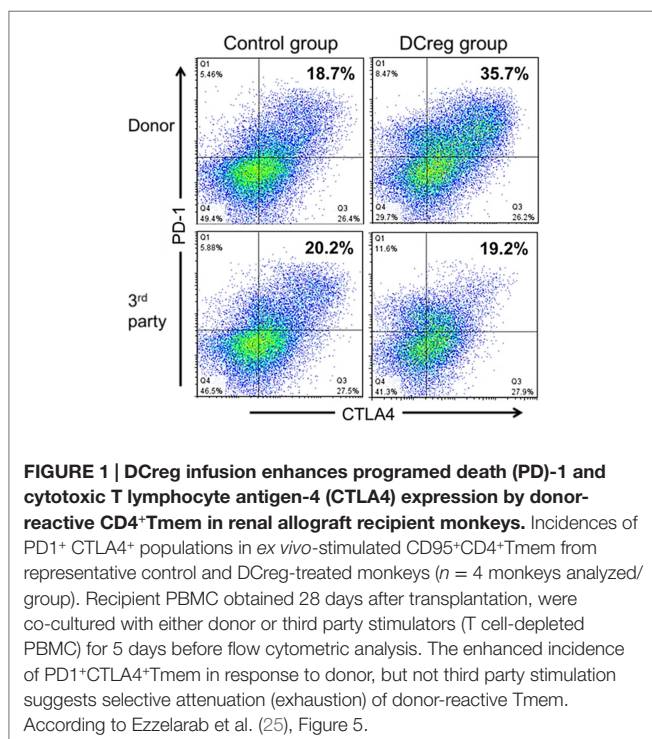 Control group DCreg group
Q1
5.46%
18.7%
Q1
8.47%
35.7%
Donor
Q4
49.4%
Q3
26.4%
Q4
29.7%
Q3
26.2%
PD-1
Q1
5.88%
20.2%
Q1
11.6%
19.2%
3rd
party
Q4
46.5%
Q3
27.5%
Q4
41.3%
Q3
27.9%
CTLA4
FIGURE 1 | DCreg infusion enhances programed death (PD)-1 and
cytotoxic T lymphocyte antigen-4 (CTLA4) expression by donor-
reactive CD4+Tmem in renal allograft recipient monkeys. Incidences of
PD1+ CTLA4+ populations in ex vivo-stimulated CD95+CD4+Tmem from
representative control and DCreg-treated monkeys (n = 4 monkeys analyzed/
group). Recipient PBMC obtained 28 days after transplantation, were
co-cultured with either donor or third party stimulators (T cell-depleted
PBMC) for 5 days before flow cytometric analysis. The enhanced incidence
of PD1+CTLA4+Tmem in response to donor, but not third party stimulation
suggests selective attenuation (exhaustion) of donor-reactive Tmem.
According to Ezzelarab et al. (25), Figure 5.